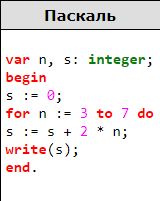 Паскаль
var n, s: integer;
begin
s := 0;
for n := 3 to 7 do
s := s + 2 * n;
write(s);
end.